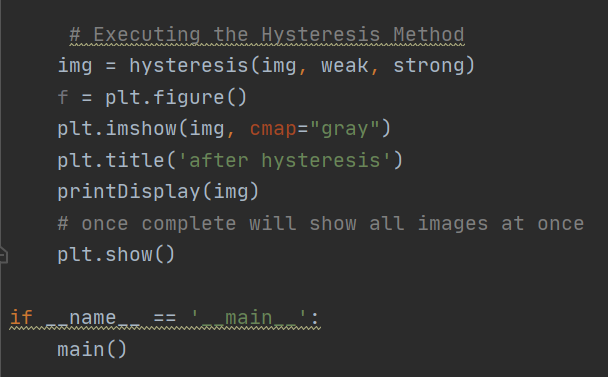 # Executing the Hysteresis Method
img = hysteresis(img, weak, strong)
f = plt.figure()
plt.imshow(img, cmap="gray")
plt.title('after hysteresis')
printDisplay(img)
# once complete will show all images at once
plt.show()
if __name__ == '__main__':
main()